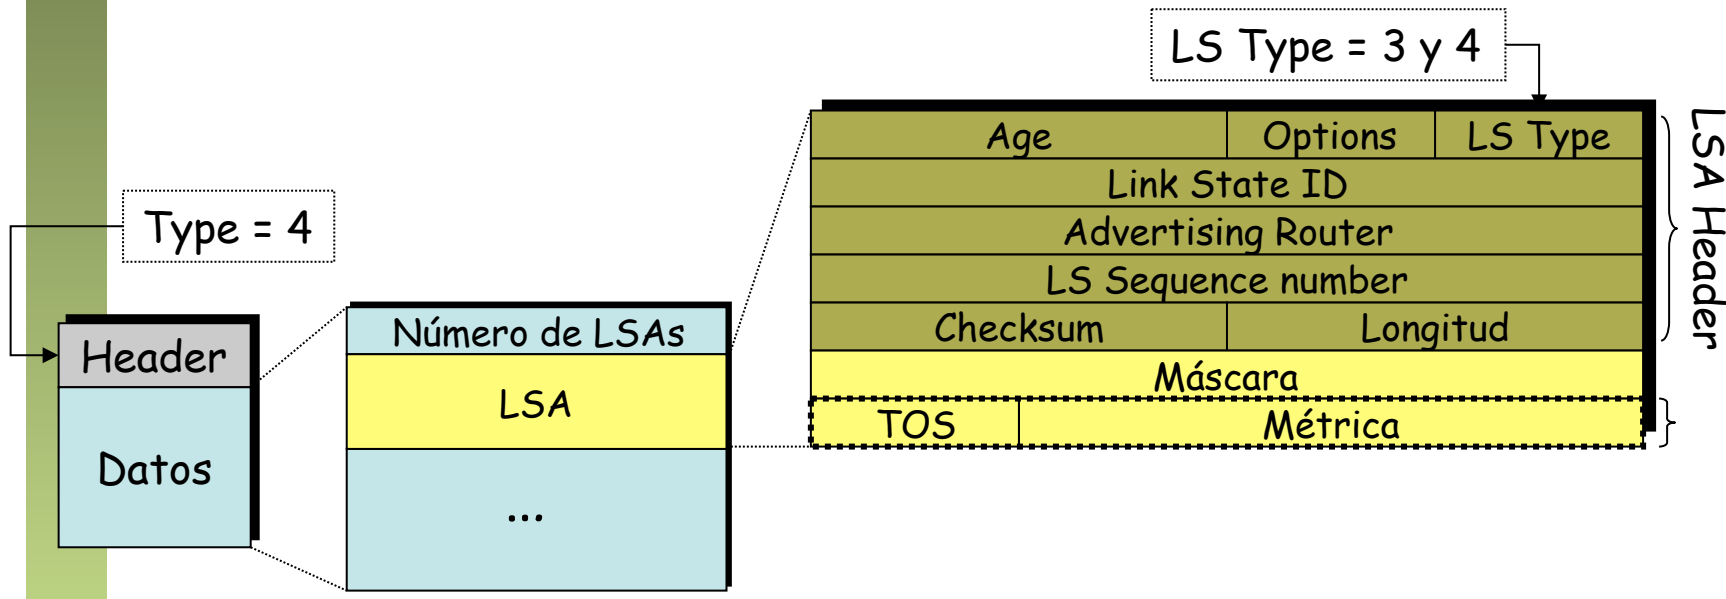 LS Type = 3 y 4
Age Options LS Type
Link State ID
Advertising Router
LS Sequence number
Checksum Longitud
Máscara
TOS Métrica
LSA Header
Type = 4
Header
Datos
Número de LSAs
LSA
...